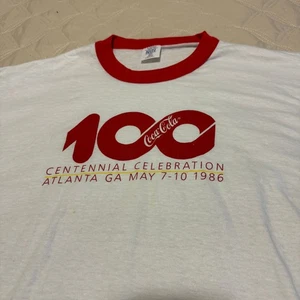 100
Coca-Cola
CENTENNIAL CELEBRATION
ATLANTA GA MAY 7-10 1986